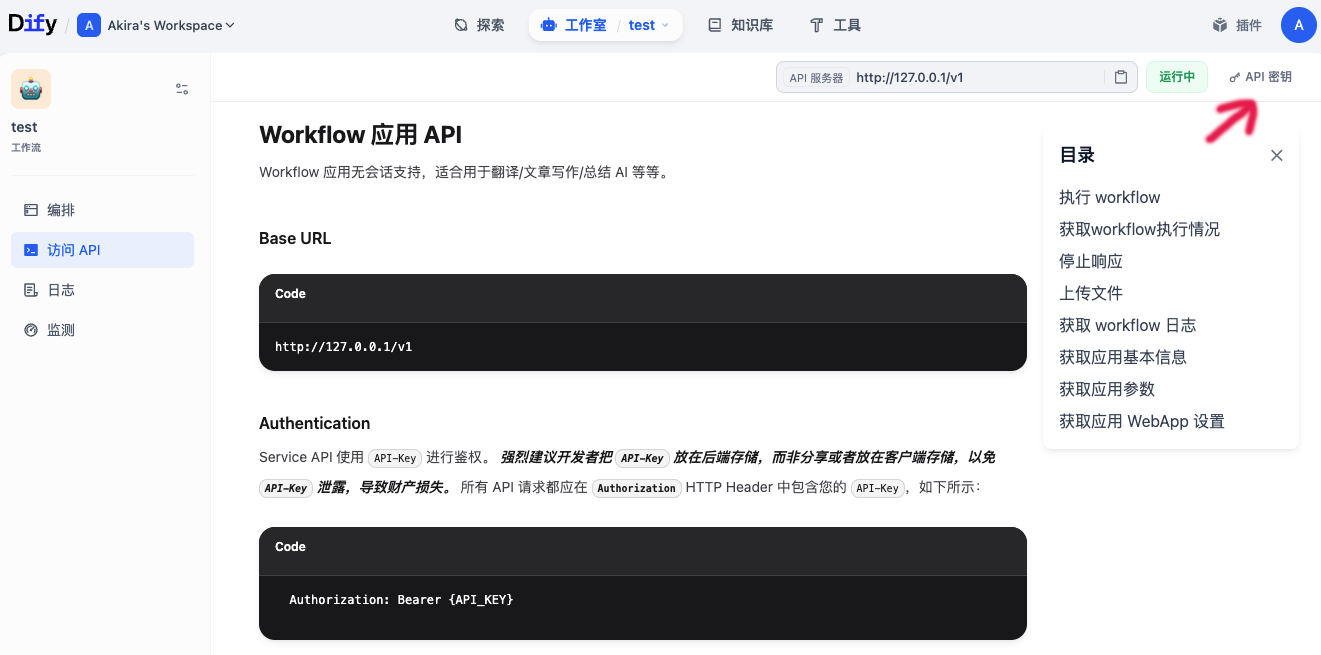 Dify / A Akira's Workspace
探索
工作室 / test
知识库
工具
插件
A
API 服务器 http://127.0.0.1/v1
运行中
API 密钥
test
工作流
编排
访问 API
日志
监测
Workflow 应用 API
Workflow 应用无会话支持，适合用于翻译/文章写作/总结 AI 等等。
Base URL
Code
http://127.0.0.1/v1
Authentication
Service API 使用 API-Key 进行鉴权。 强烈建议开发者把 API-Key 放在后端存储，而非分享或者放在客户端存储，以免
API-Key 泄露，导致财产损失。 所有 API 请求都应在 Authorization HTTP Header 中包含您的 API-Key，如下所示：
Code
Authorization: Bearer {API_KEY}
目录
执行 workflow
获取workflow执行情况
停止响应
上传文件
获取 workflow 日志
获取应用基本信息
获取应用参数
获取应用 WebApp 设置